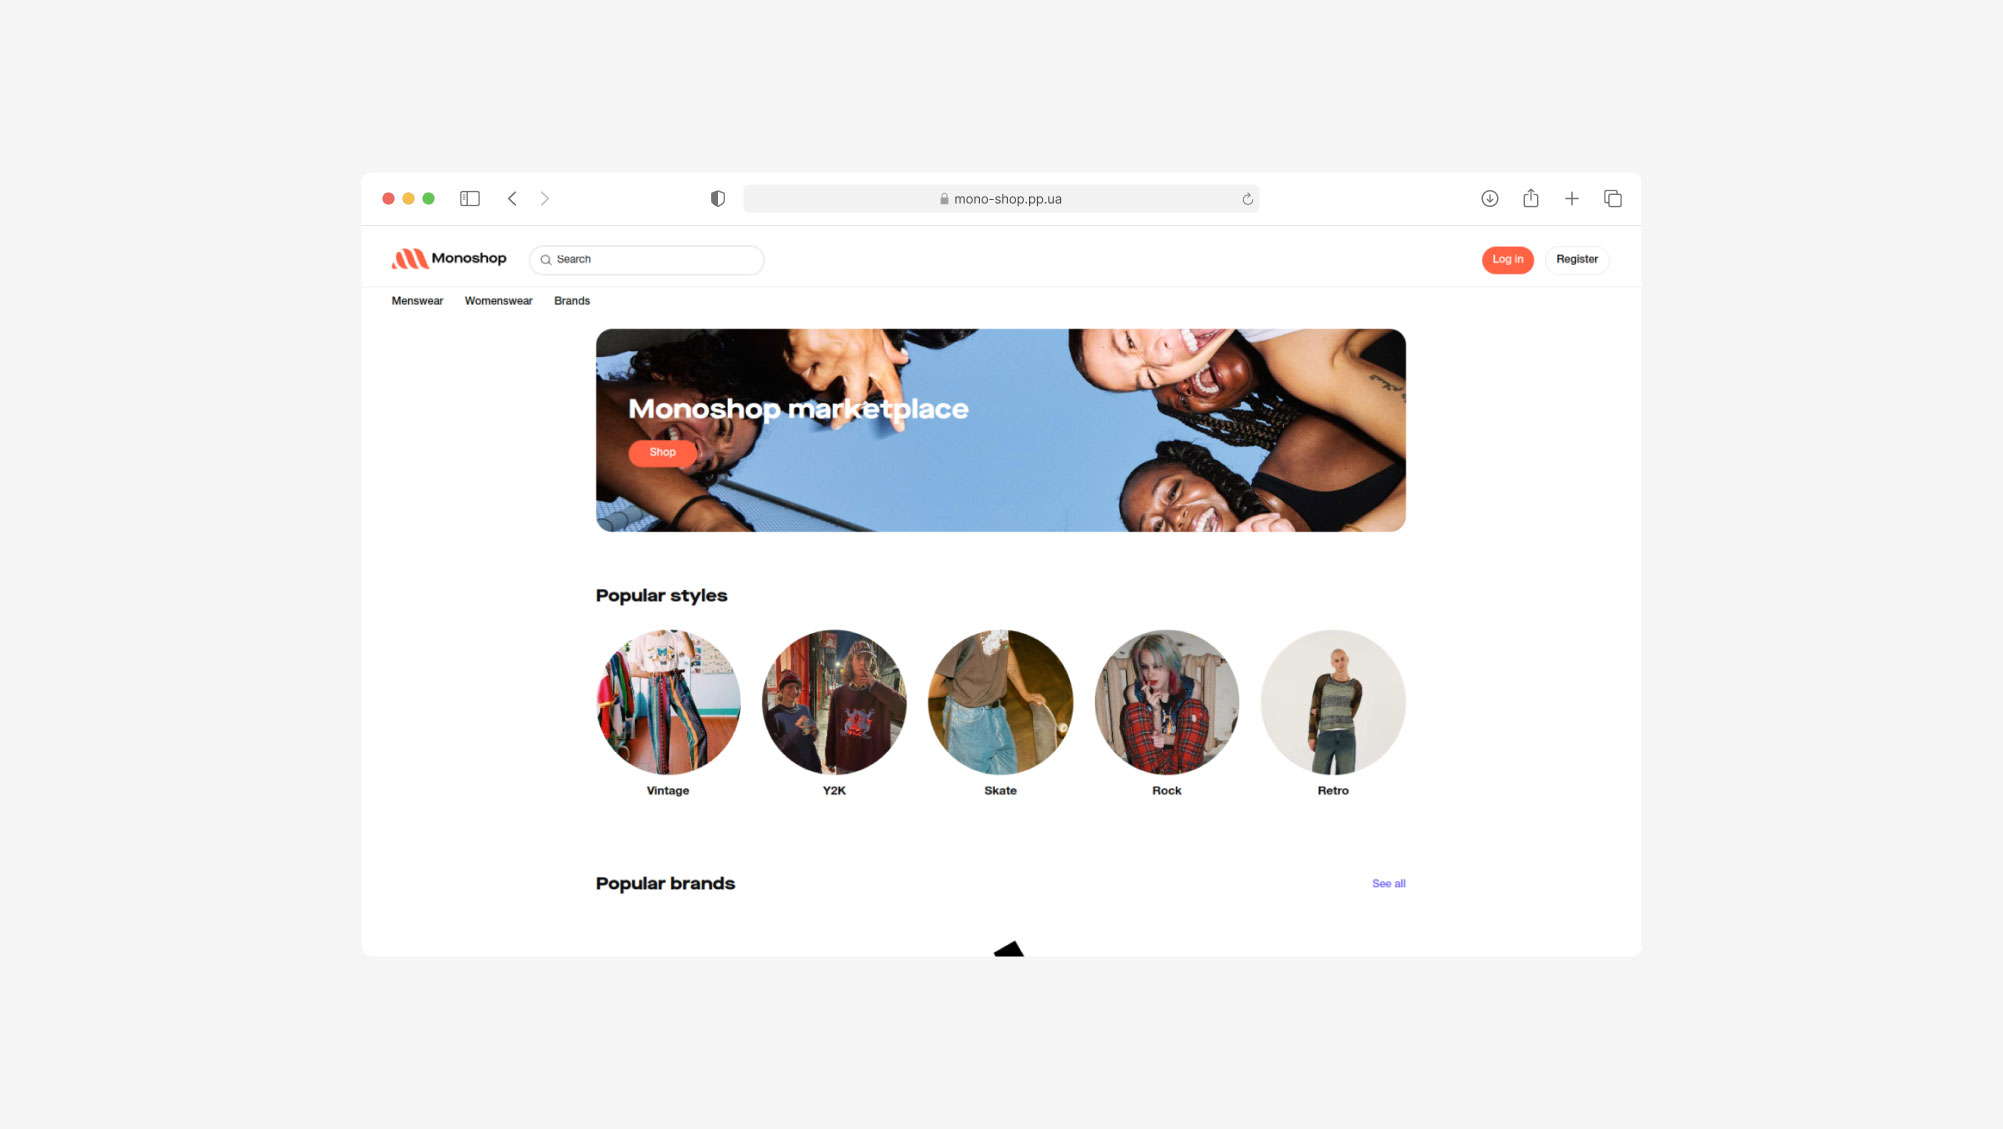 mono-shop.pp.ua
Monoshop
Search
Log in
Register
Menswear
Womenswear
Brands
Monoshop marketplace
Shop
Popular styles
Vintage
Y2K
Skate
Rock
Retro
Popular brands
See all